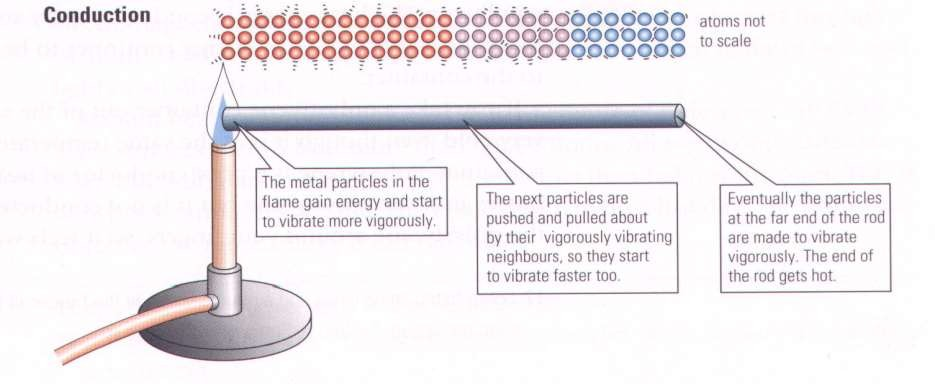 Conduction
atoms not
to scale
The metal particles in the
flame gain energy and start
to vibrate more vigorously.
The next particles are
pushed and pulled about
by their vigorously vibrating
neighbours, so they start
to vibrate faster too.
Eventually the particles
at the far end of the rod
are made to vibrate
vigorously. The end of
the rod gets hot.